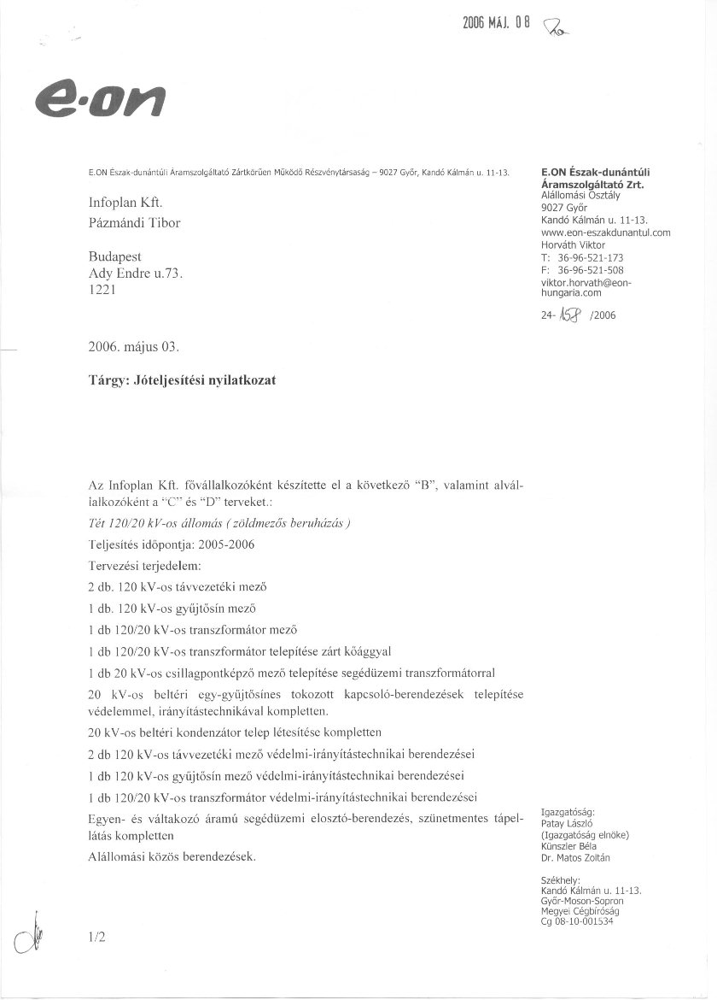 2006 MÁJ. 08
e·on
E.ON Észak-dunántúli Áramszolgáltató Zártkörűen Működő Részvénytársaság – 9027 Győr, Kandó Kálmán u. 11-13.
Infoplan Kft.
Pázmándi Tibor
Budapest
Ady Endre u.73.
1221
E.ON Észak-dunántúli
Áramszolgáltató Zrt.
Alállomási Osztály
9027 Győr
Kandó Kálmán u. 11-13.
www.eon-eszakdunantul.com
Horváth Viktor
T: 36-96-521-173
F: 36-96-521-508
viktor.horvath@eon-
hungaria.com
24- 158 /2006
2006. május 03.
Tárgy: Jóteljesítési nyilatkozat
Az Infoplan Kft. fővállalkozóként készítette el a következő “B”, valamint alvál-
lalkozóként a “C” és “D” terveket.:
Tét 120/20 kV-os állomás ( zöldmezős beruházás )
Teljesítés időpontja: 2005-2006
Tervezési terjedelem:
2 db. 120 kV-os távvezetéki mező
1 db. 120 kV-os gyűjtősín mező
1 db 120/20 kV-os transzformátor mező
1 db 120/20 kV-os transzformátor telepítése zárt kőággyal
1 db 20 kV-os csillagpontképző mező telepítése segédüzemi transzformátorral
20 kV-os beltéri egy-gyűjtősínes tokozott kapcsoló-berendezések telepítése
védelemmel, irányítástechnikával kompletten.
20 kV-os beltéri kondenzátor telep létesítése kompletten
2 db 120 kV-os távvezetéki mező védelmi-irányítástechnikai berendezései
1 db 120 kV-os gyűjtősín mező védelmi-irányítástechnikai berendezései
1 db 120/20 kV-os transzformátor védelmi-irányítástechnikai berendezései
Egyen- és váltakozó áramú segédüzemi elosztó-berendezés, szünetmentes tápel-
látás kompletten
Alállomási közös berendezések.
Igazgatóság:
Patay László
(Igazgatóság elnöke)
Künszler Béla
Dr. Matos Zoltán
Székhely:
Kandó Kálmán u. 11-13.
Győr-Moson-Sopron
Megyei Cégbíróság
Cg 08-10-001534
1/2